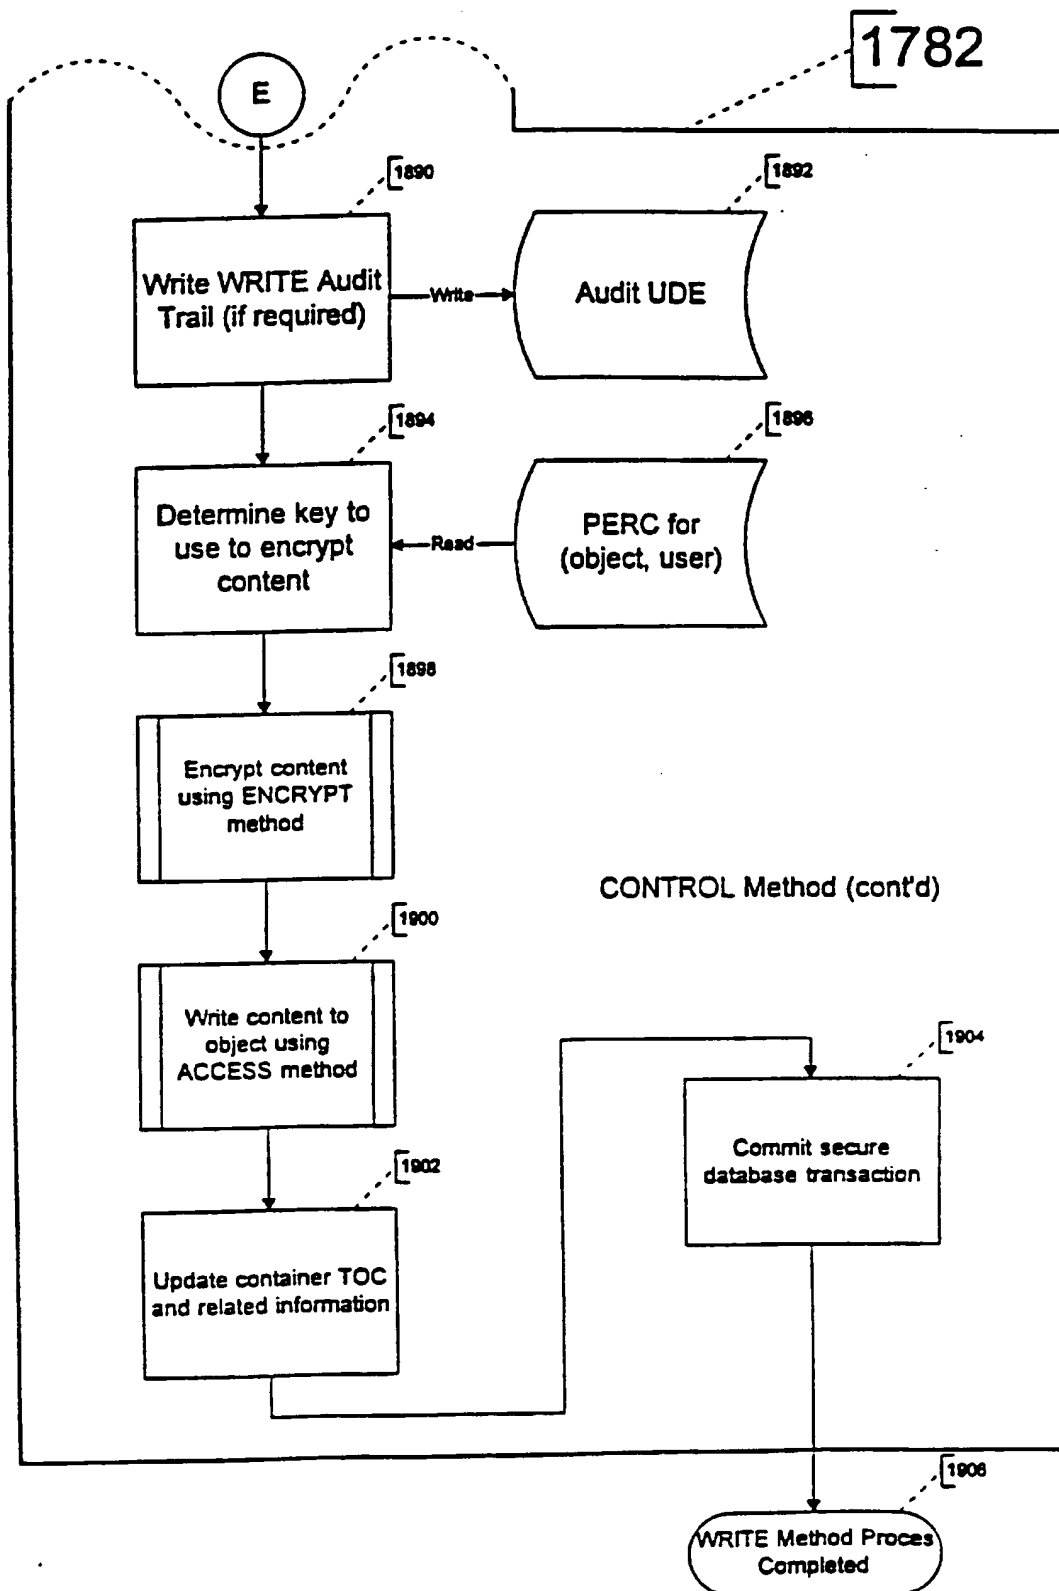 1782
E
1890
1892
Write WRITE Audit
Trail (if required)
Write
Audit UDE
1894
1896
Determine key to
use to encrypt
content
Read
PERC for
(object, user)
1898
Encrypt content
using ENCRYPT
method
CONTROL Method (cont'd)
1900
Write content to
object using
ACCESS method
1904
Commit secure
database transaction
1902
Update container TOC
and related information
1906
WRITE Method Proces
Completed